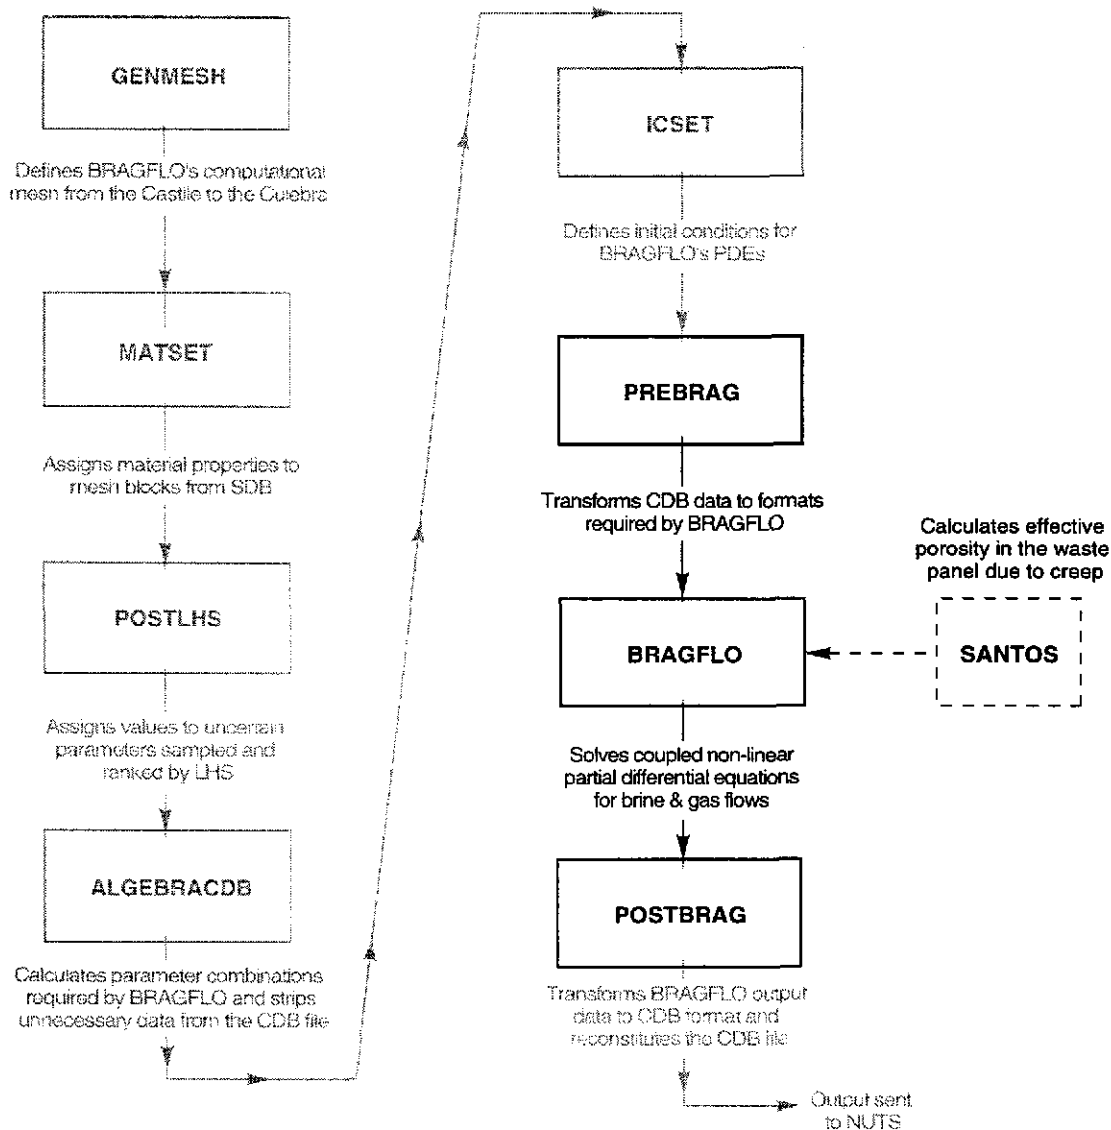 GENMESH
Defines BRAGFLO's computational
mesh from the Castile to the Culebra
MATSET
Assigns material properties to
mesh blocks from SDB
POSTLHS
Assigns values to uncertain
parameters sampled and
ranked by LHS
ALGEBRACDB
Calculates parameter combinations
required by BRAGFLO and strips
unnecessary data from the CDB file
ICSET
Defines initial conditions for
BRAGFLO's PDEs
PREBRAG
Transforms CDB data to formats
required by BRAGFLO
BRAGFLO
Calculates effective
porosity in the waste
panel due to creep
SANTOS
Solves coupled non-linear
partial differential equations
for brine & gas flows
POSTBRAG
Transforms BRAGFLO output
data to CDB format and
reconstitutes the CDB file
Output sent
to NUTS